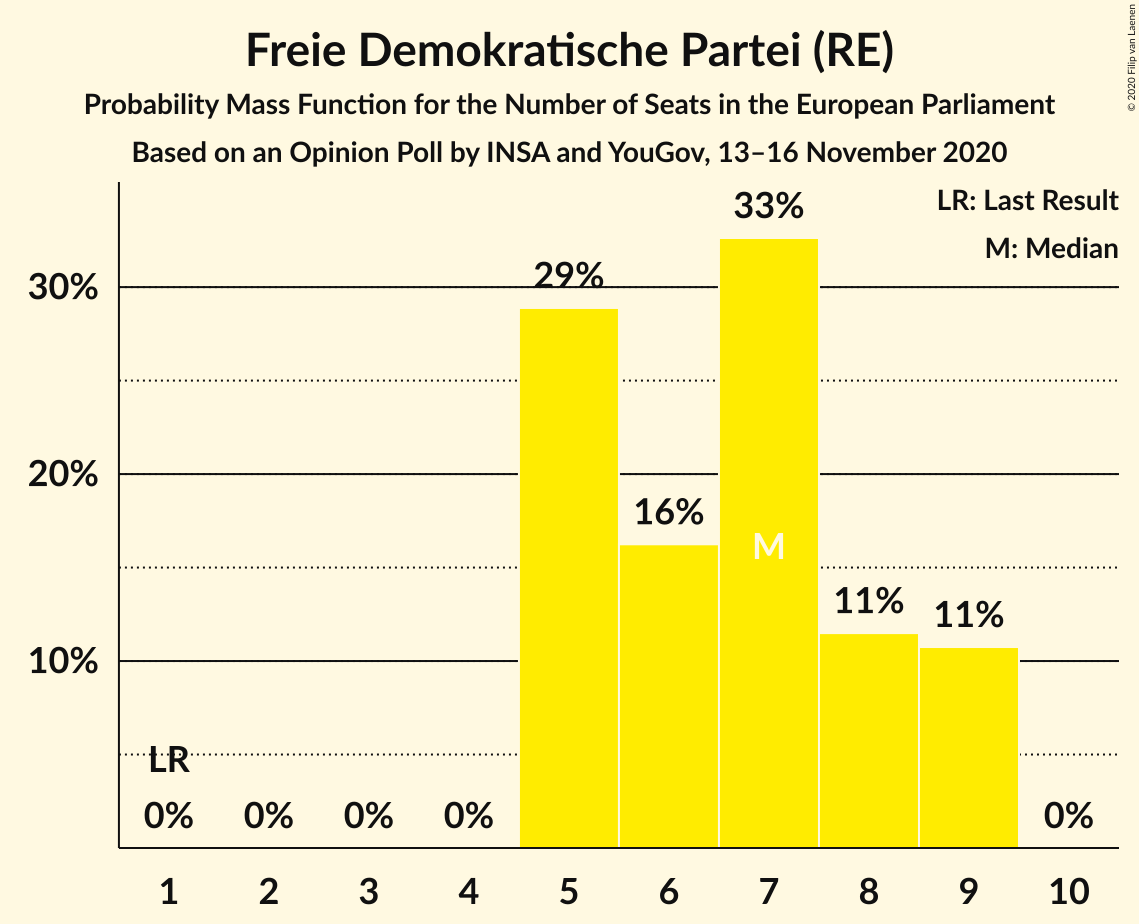 Freie Demokratische Partei (RE)
Probability Mass Function for the Number of Seats in the European Parliament
Based on an Opinion Poll by INSA and YouGov, 13–16 November 2020
© 2020 Filip van Laenen
LR: Last Result
M: Median
33%
29%
30%
20%
16%
M
11%
11%
10%
LR
0%
0%
0%
0%
0%
1
2
3
4
5
6
7
8
9
10